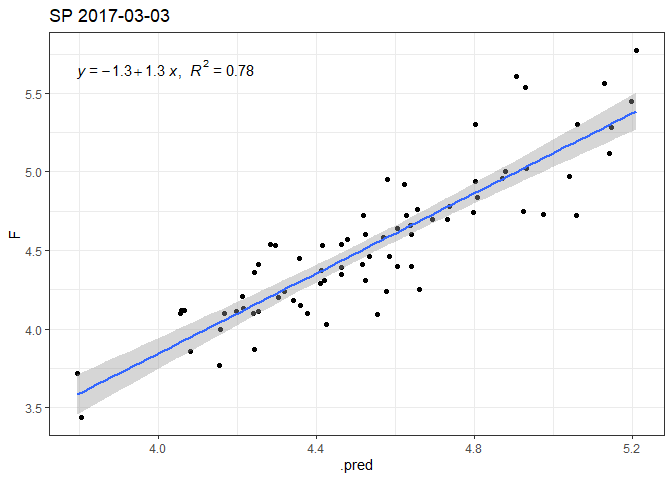 SP 2017-03-03
y = −1.3 + 1.3 x, R² = 0.78
5.5
5.0
4.5
4.0
3.5
F
4.0 4.4 4.8 5.2
.pred